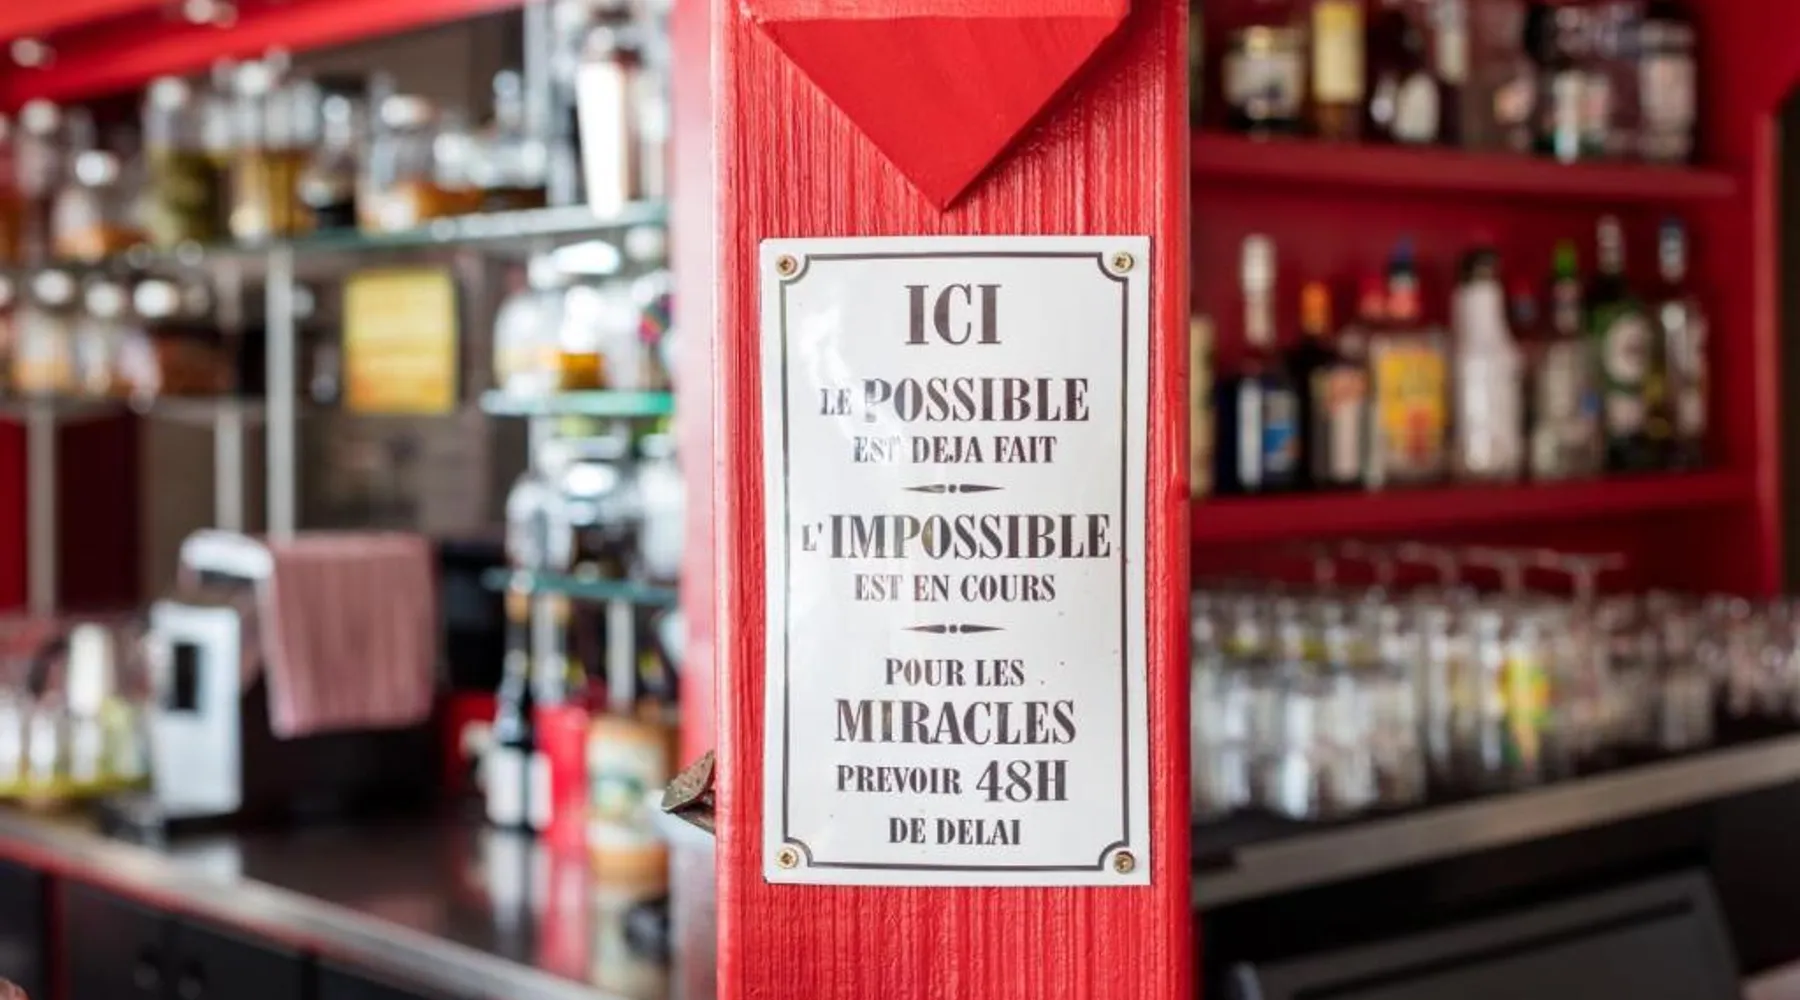 ICI
LE POSSIBLE
EST DEJA FAIT
L'IMPOSSIBLE
EST EN COURS
POUR LES
MIRACLES
PREVOIR 48H
DE DELAI